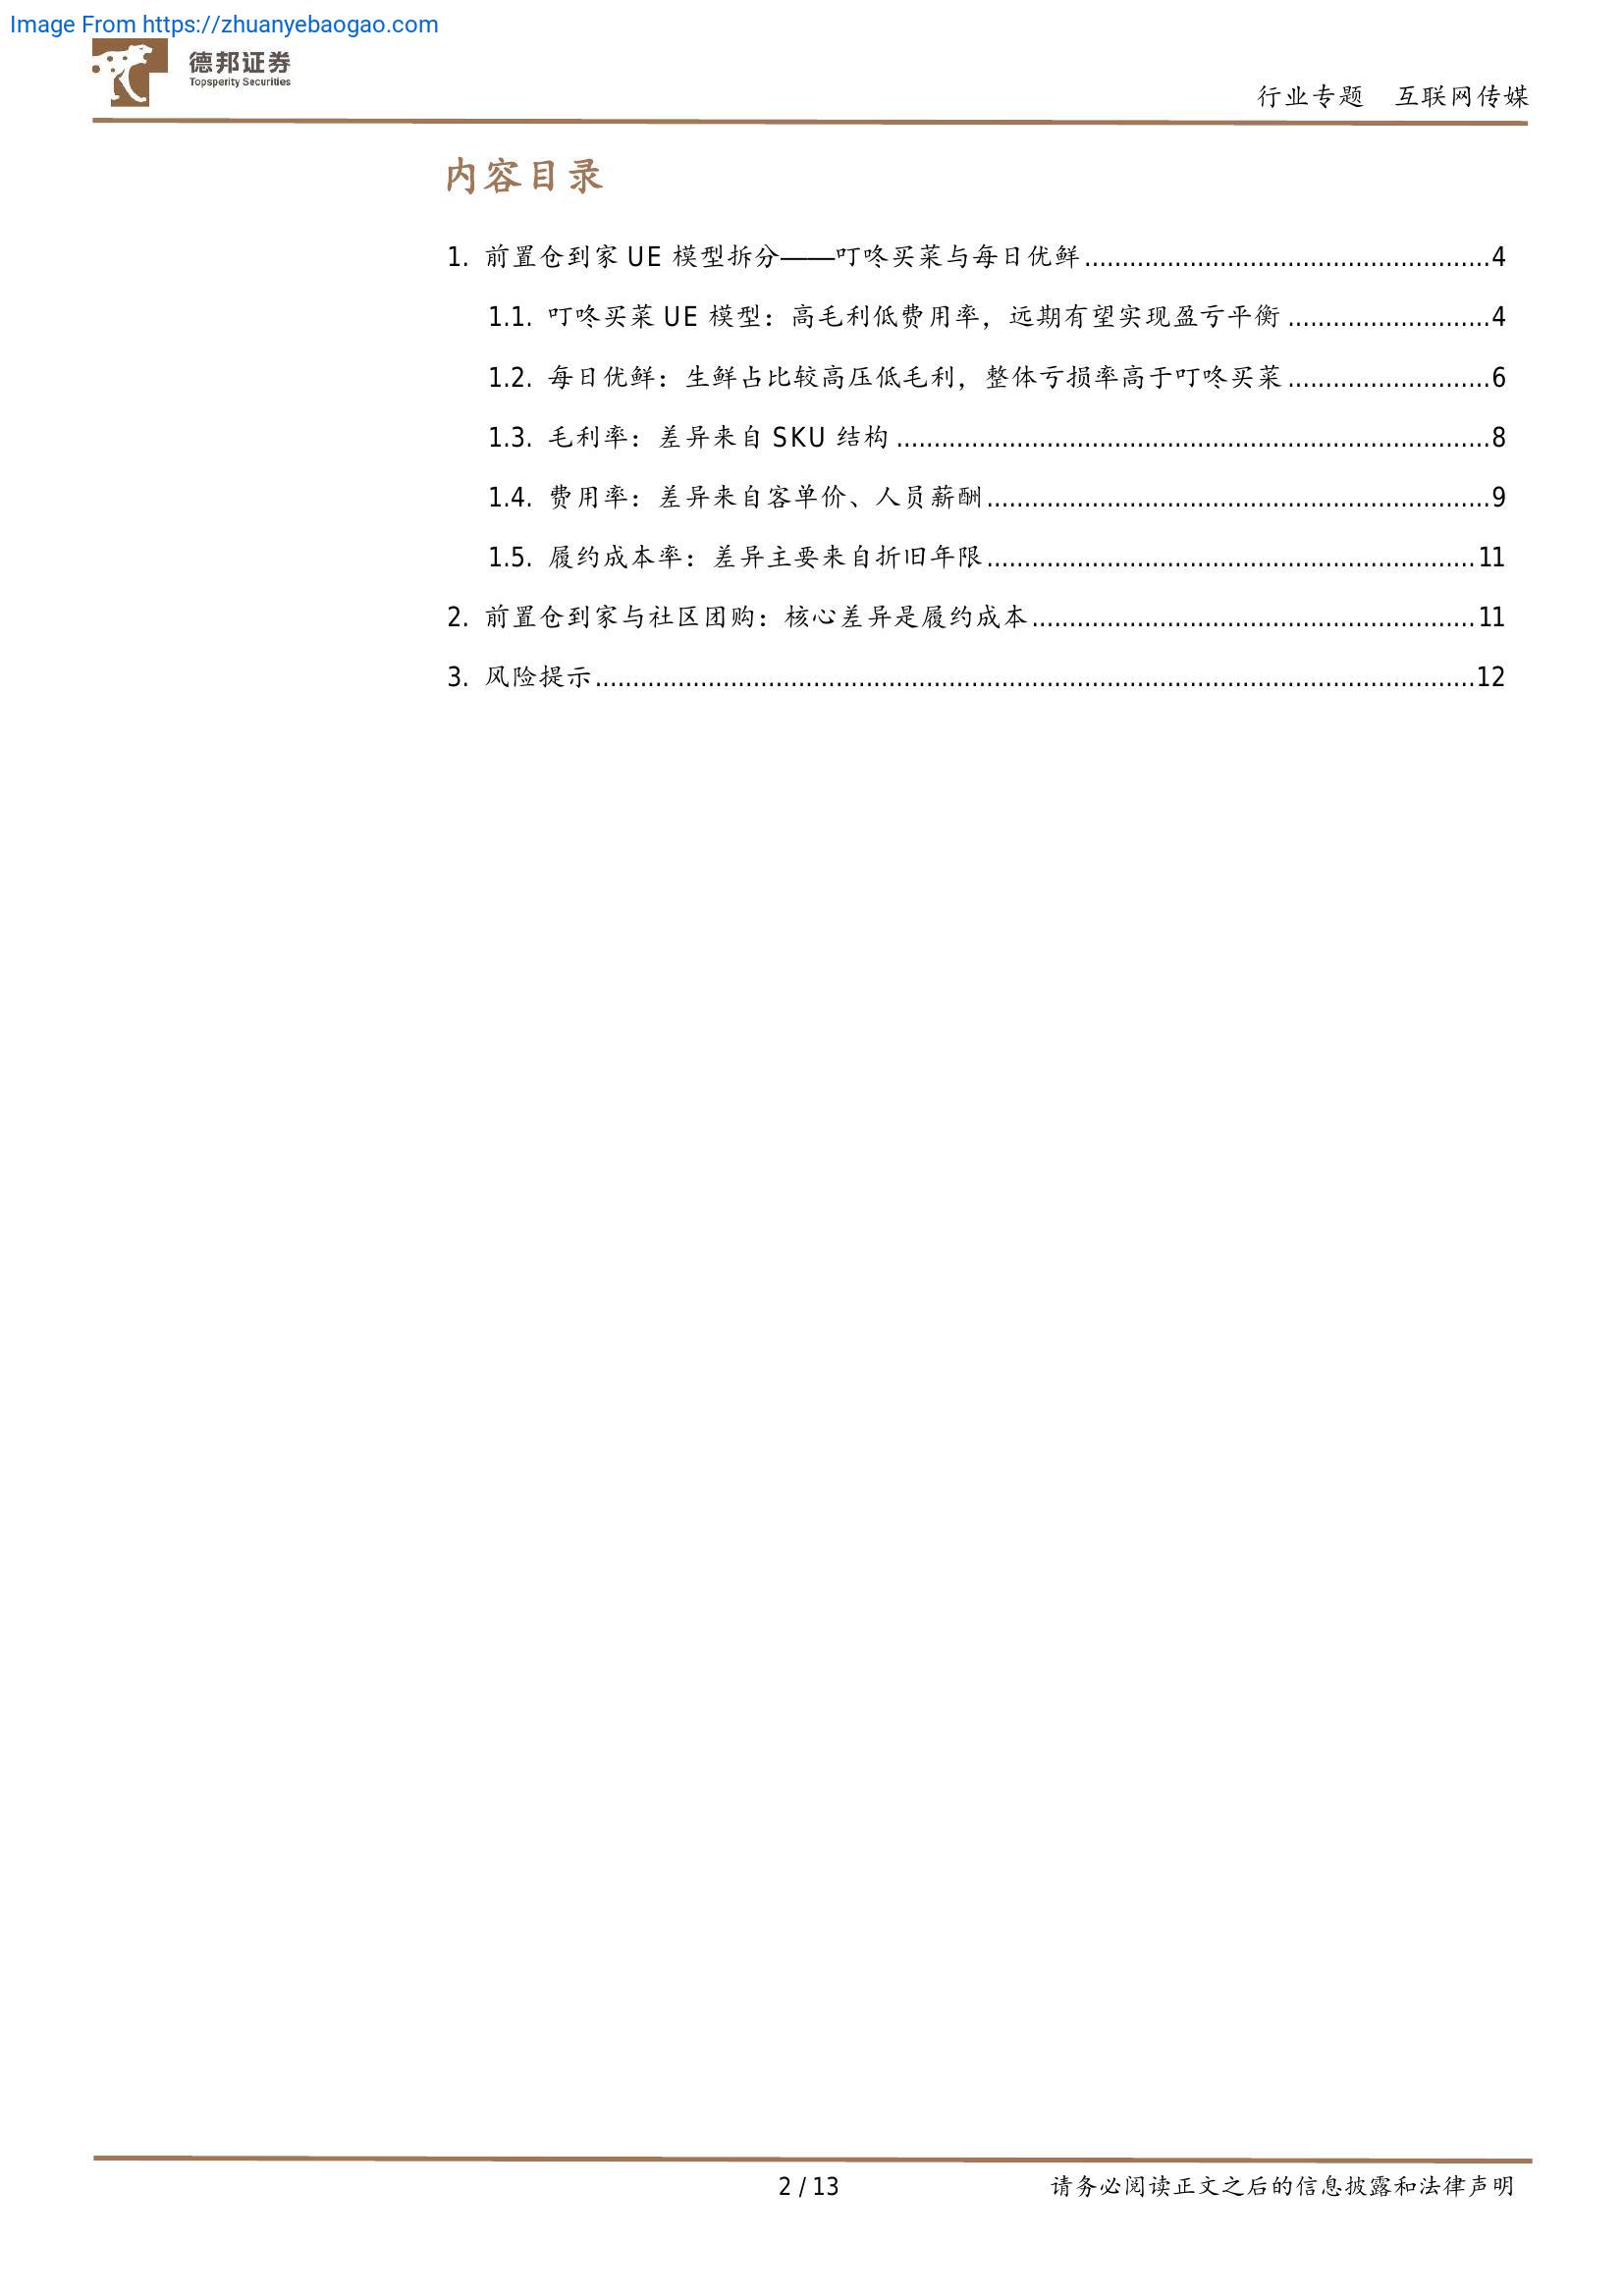 Image From https://zhuanyebaogao.com
德邦证券
Topsperity Securities
行业专题 互联网传媒
内容目录
1. 前置仓到家 UE 模型拆分——叮咚买菜与每日优鲜......................................................4
1.1. 叮咚买菜 UE 模型：高毛利低费用率，远期有望实现盈亏平衡...........................4
1.2. 每日优鲜：生鲜占比较高压低毛利，整体亏损率高于叮咚买菜...........................6
1.3. 毛利率：差异来自 SKU 结构...............................................................................8
1.4. 费用率：差异来自客单价、人员薪酬...................................................................9
1.5. 履约成本率：差异主要来自折旧年限.................................................................11
2. 前置仓到家与社区团购：核心差异是履约成本...........................................................11
3. 风险提示.....................................................................................................................12
2 / 13 请务必阅读正文之后的信息披露和法律声明